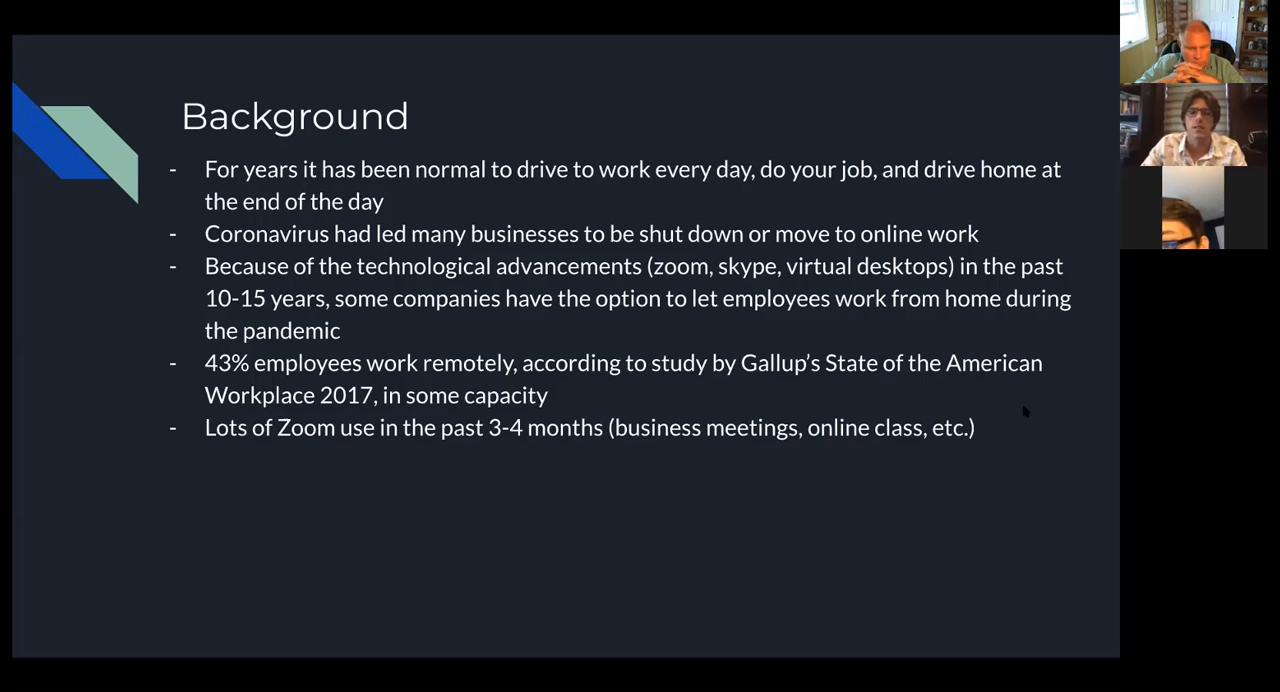 Background
- For years it has been normal to drive to work every day, do your job, and drive home at
the end of the day
- Coronavirus had led many businesses to be shut down or move to online work
- Because of the technological advancements (zoom, skype, virtual desktops) in the past
10-15 years, some companies have the option to let employees work from home during
the pandemic
- 43% employees work remotely, according to study by Gallup’s State of the American
Workplace 2017, in some capacity
- Lots of Zoom use in the past 3-4 months (business meetings, online class, etc.)